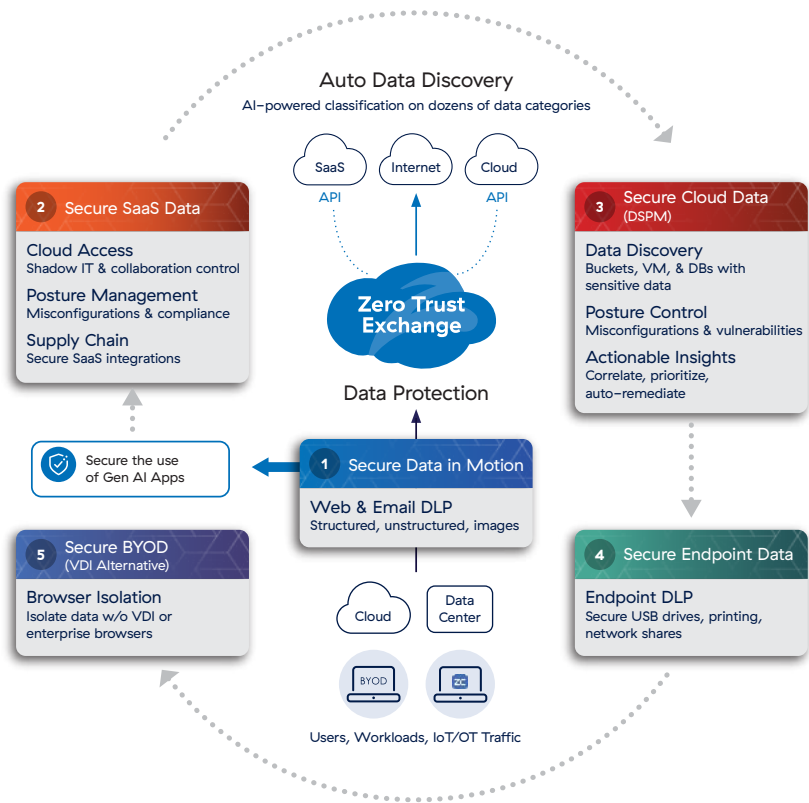 Auto Data Discovery
AI-powered classification on dozens of data categories
SaaS
Internet
Cloud
API
API
Zero Trust
Exchange
Data Protection
1 Secure Data in Motion
Web & Email DLP
Structured, unstructured, images
Cloud
Data
Center
BYOD
ZC
Users, Workloads, IoT/OT Traffic
Secure the use
of Gen AI Apps
2 Secure SaaS Data
Cloud Access
Shadow IT & collaboration control
Posture Management
Misconfigurations & compliance
Supply Chain
Secure SaaS integrations
3 Secure Cloud Data
(DSPM)
Data Discovery
Buckets, VM, & DBs with
sensitive data
Posture Control
Misconfigurations & vulnerabilities
Actionable Insights
Correlate, prioritize,
auto-remediate
4 Secure Endpoint Data
Endpoint DLP
Secure USB drives, printing,
network shares
5 Secure BYOD
(VDI Alternative)
Browser Isolation
Isolate data w/o VDI or
enterprise browsers